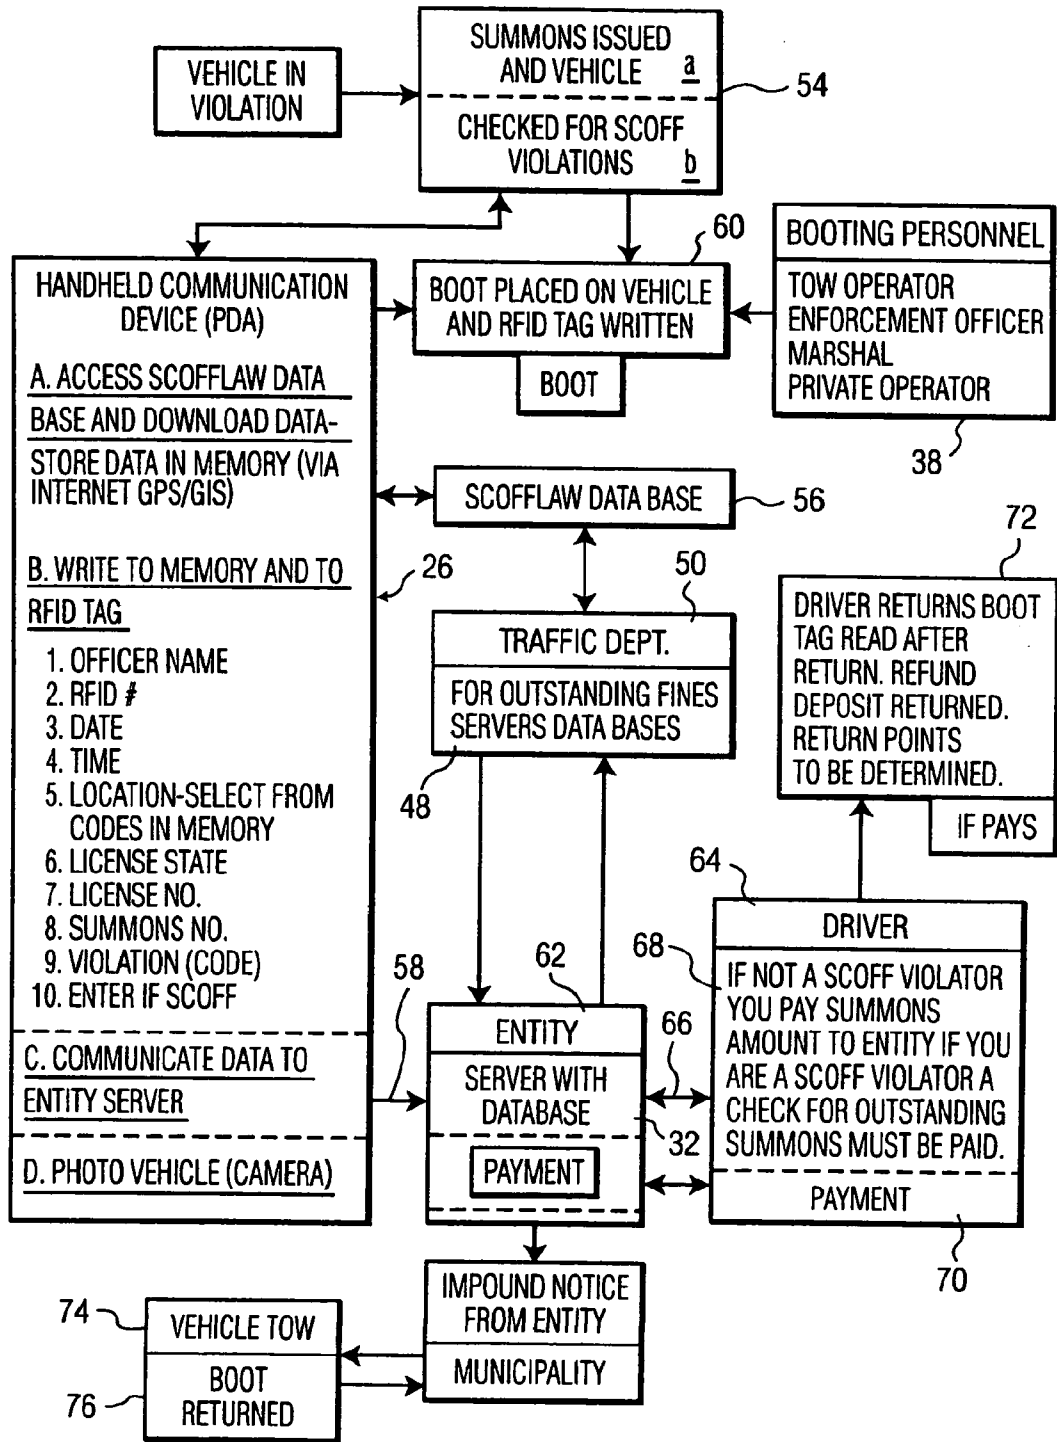 VEHICLE IN
VIOLATION
SUMMONS ISSUED
AND VEHICLE a
CHECKED FOR SCOFF
VIOLATIONS b
54
60
BOOT PLACED ON VEHICLE
AND RFID TAG WRITTEN
BOOT
BOOTING PERSONNEL
TOW OPERATOR
ENFORCEMENT OFFICER
MARSHAL
PRIVATE OPERATOR
38
HANDHELD COMMUNICATION
DEVICE (PDA)
A. ACCESS SCOFFLAW DATA
BASE AND DOWNLOAD DATA-
STORE DATA IN MEMORY (VIA
INTERNET GPS/GIS)
B. WRITE TO MEMORY AND TO
RFID TAG
1. OFFICER NAME
2. RFID #
3. DATE
4. TIME
5. LOCATION-SELECT FROM
CODES IN MEMORY
6. LICENSE STATE
7. LICENSE NO.
8. SUMMONS NO.
9. VIOLATION (CODE)
10. ENTER IF SCOFF
C. COMMUNICATE DATA TO
ENTITY SERVER
D. PHOTO VEHICLE (CAMERA)
26
SCOFFLAW DATA BASE
56
50
TRAFFIC DEPT.
FOR OUTSTANDING FINES
SERVERS DATA BASES
48
72
DRIVER RETURNS BOOT
TAG READ AFTER
RETURN. REFUND
DEPOSIT RETURNED.
RETURN POINTS
TO BE DETERMINED.
IF PAYS
58
62
ENTITY
SERVER WITH
DATABASE
32
PAYMENT
66
64
DRIVER
68
IF NOT A SCOFF VIOLATOR
YOU PAY SUMMONS
AMOUNT TO ENTITY IF YOU
ARE A SCOFF VIOLATOR A
CHECK FOR OUTSTANDING
SUMMONS MUST BE PAID.
PAYMENT
70
IMPOUND NOTICE
FROM ENTITY
MUNICIPALITY
74
VEHICLE TOW
76
BOOT
RETURNED